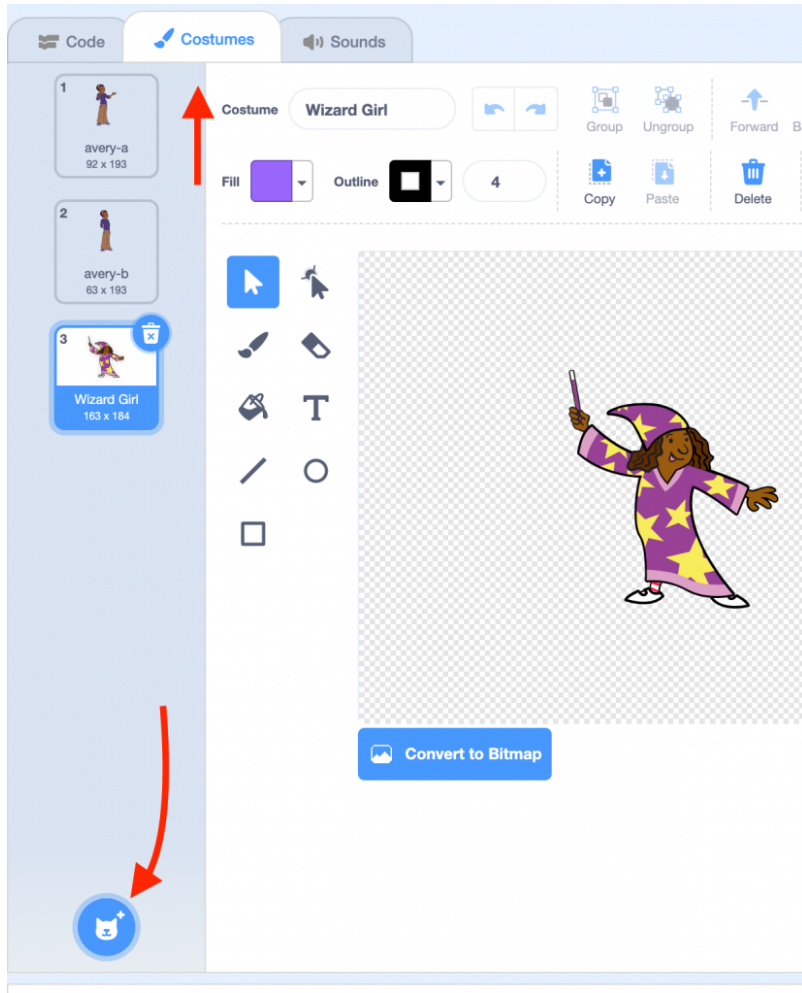 Code
Costumes
Sounds
1
avery-a
92 x 193
2
avery-b
63 x 193
3
Wizard Girl
163 x 184
Costume
Wizard Girl
Group
Ungroup
Forward
B
Fill
Outline
4
Copy
Paste
Delete
T
Convert to Bitmap